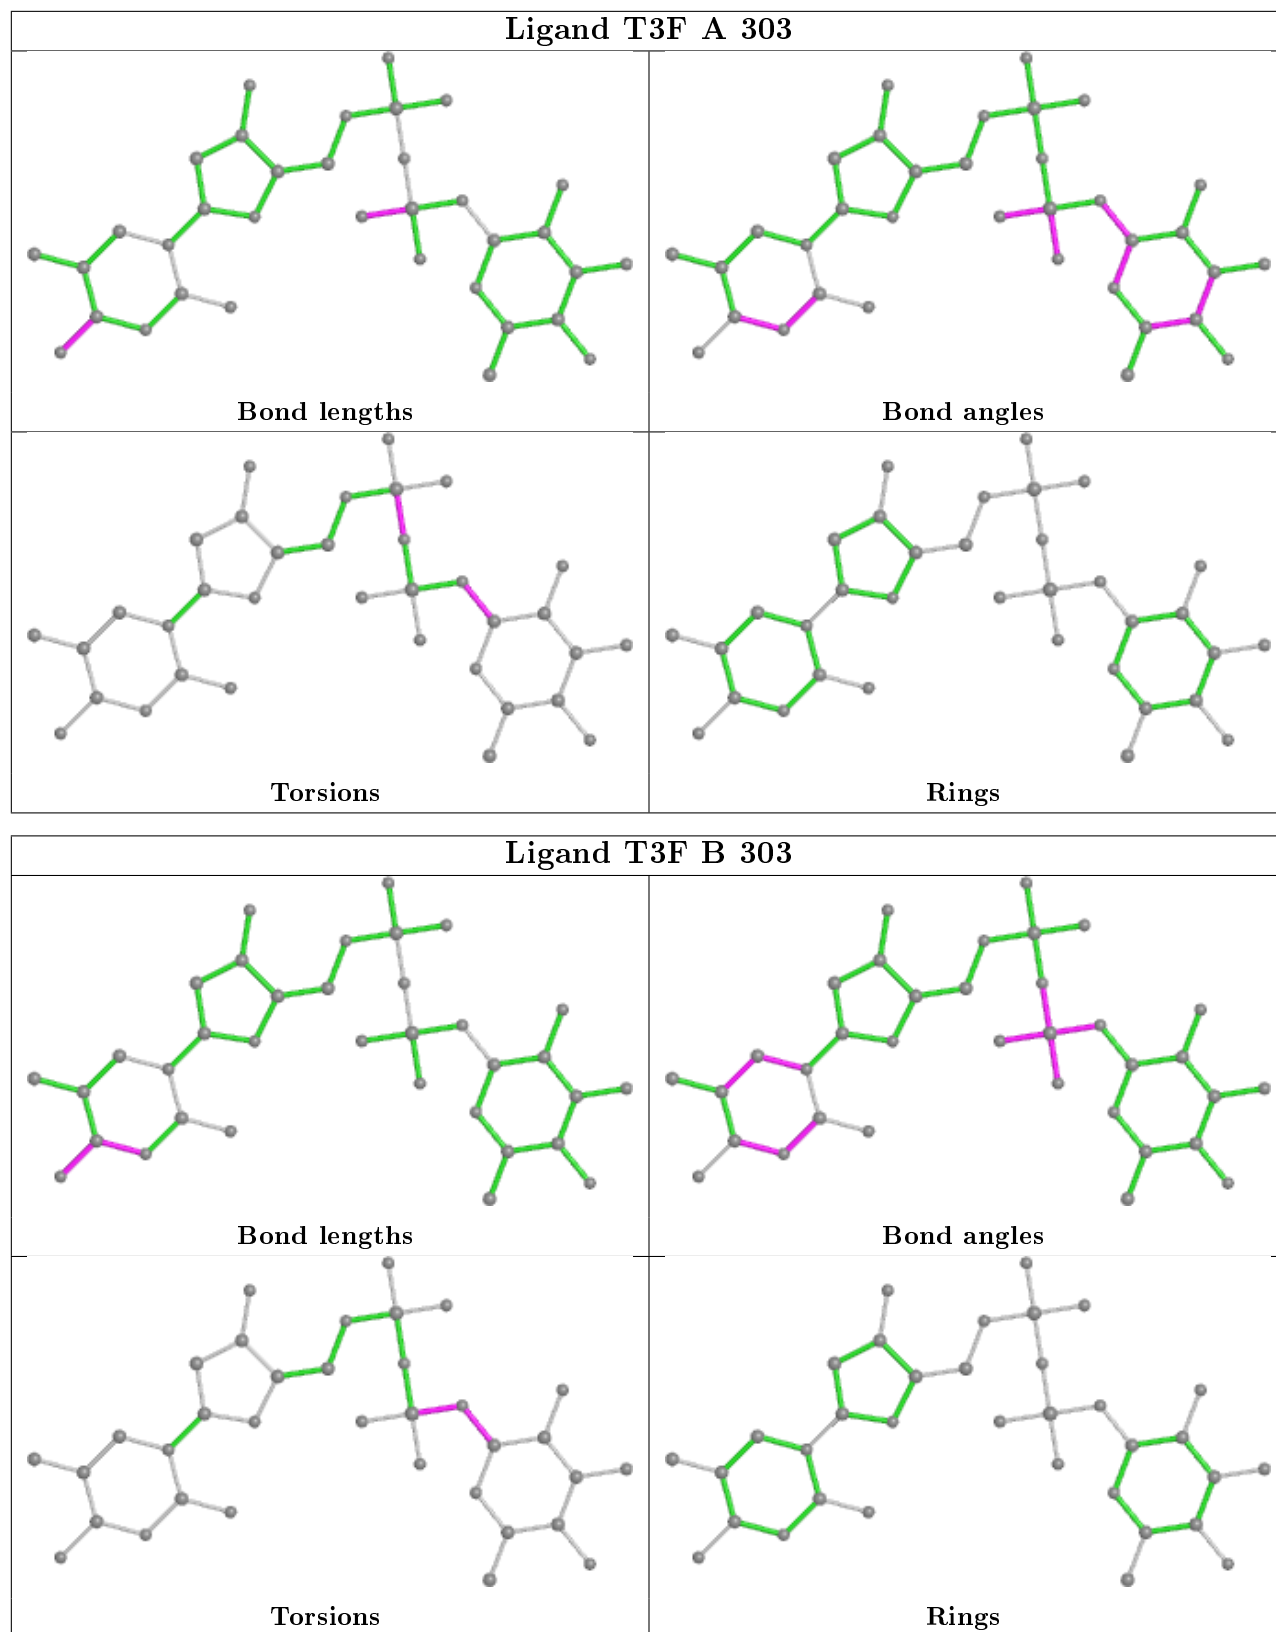 Ligand T3F A 303
Bond lengths
Bond angles
Torsions
Rings
Ligand T3F B 303
Bond lengths
Bond angles
Torsions
Rings